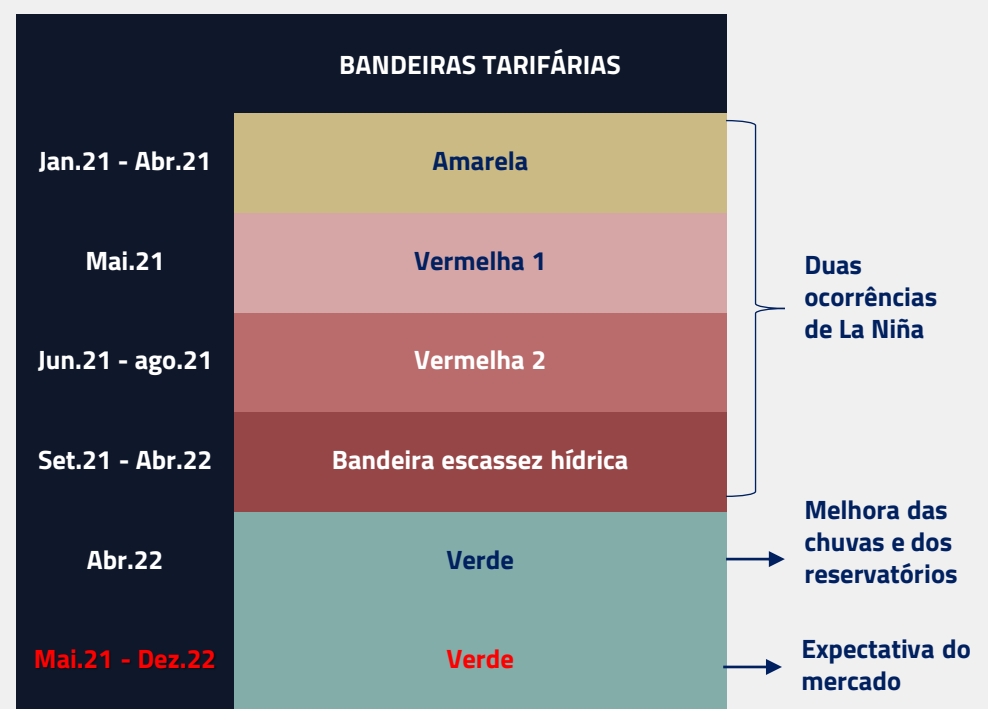 BANDEIRAS TARIFÁRIAS
Jan.21 - Abr.21
Amarela
Mai.21
Vermelha 1
Jun.21 - ago.21
Vermelha 2
Set.21 - Abr.22
Bandeira escassez hídrica
Duas
ocorrências
de La Niña
Abr.22
Verde
Melhora das
chuvas e dos
reservatórios
Mai.21 - Dez.22
Verde
Expectativa do
mercado